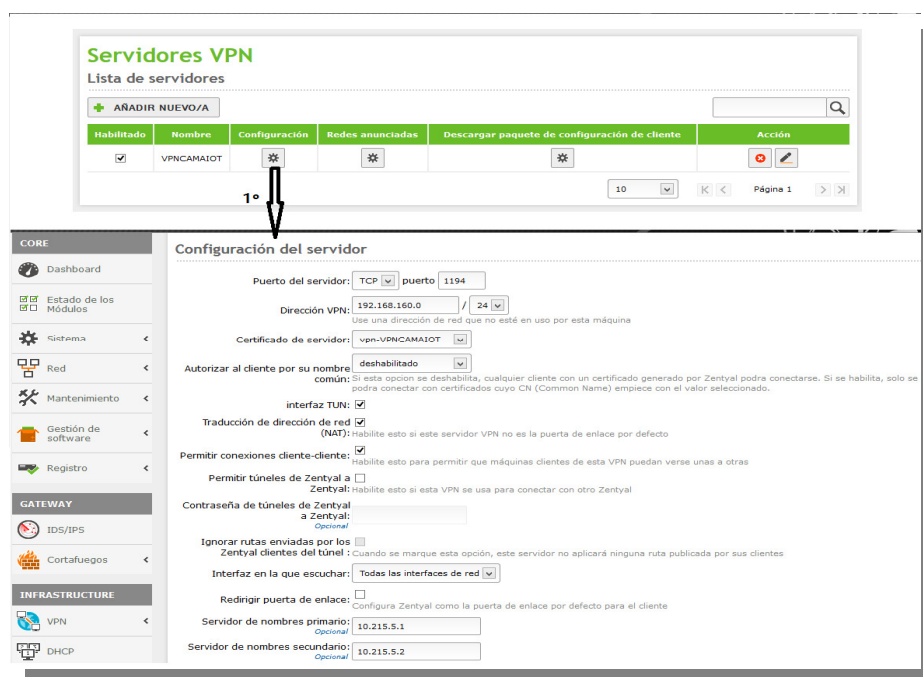 Servidores VPN
Lista de servidores
AÑADIR NUEVO/A
Habilitado Nombre Configuración Redes anunciadas Descargar paquete de configuración de cliente Acción
VPNCAMAIOT
10 Página 1
1º
CORE
Dashboard
Estado de los
Módulos
Sistema
Red
Mantenimiento
Gestión de
software
Registro
GATEWAY
IDS/IPS
Cortafuegos
INFRASTRUCTURE
VPN
DHCP
Configuración del servidor
Puerto del servidor: TCP puerto 1194
Dirección VPN: 192.168.160.0 / 24
Use una dirección de red que no esté en uso por esta máquina
Certificado de servidor: vpn-VPNCAMAIOT
Autorizar al cliente por su nombre deshabilitado
común: Si esta opcion se deshabilita, cualquier cliente con un certificado generado por Zentyal podra conectarse. Si se habilita, solo se
podra conectar con certificados cuyo CN (Common Name) empiece con el valor seleccionado.
interfaz TUN:
Traducción de dirección de red
(NAT): Habilite esto si este servidor VPN no es la puerta de enlace por defecto
Permitir conexiones cliente-cliente:
Habilite esto para permitir que máquinas clientes de esta VPN puedan verse unas a otras
Permitir túneles de Zentyal a
Zentyal: Habilite esto si esta VPN se usa para conectar con otro Zentyal
Contraseña de túneles de Zentyal
a Zentyal:
Opcional
Ignorar rutas enviadas por los
Zentyal clientes del túnel : Cuando se marque esta opción, este servidor no aplicará ninguna ruta publicada por sus clientes
Interfaz en la que escuchar: Todas las interfaces de red
Redirigir puerta de enlace:
Configura Zentyal como la puerta de enlace por defecto para el cliente
Servidor de nombres primario: 10.215.5.1
Opcional
Servidor de nombres secundario: 10.215.5.2
Opcional